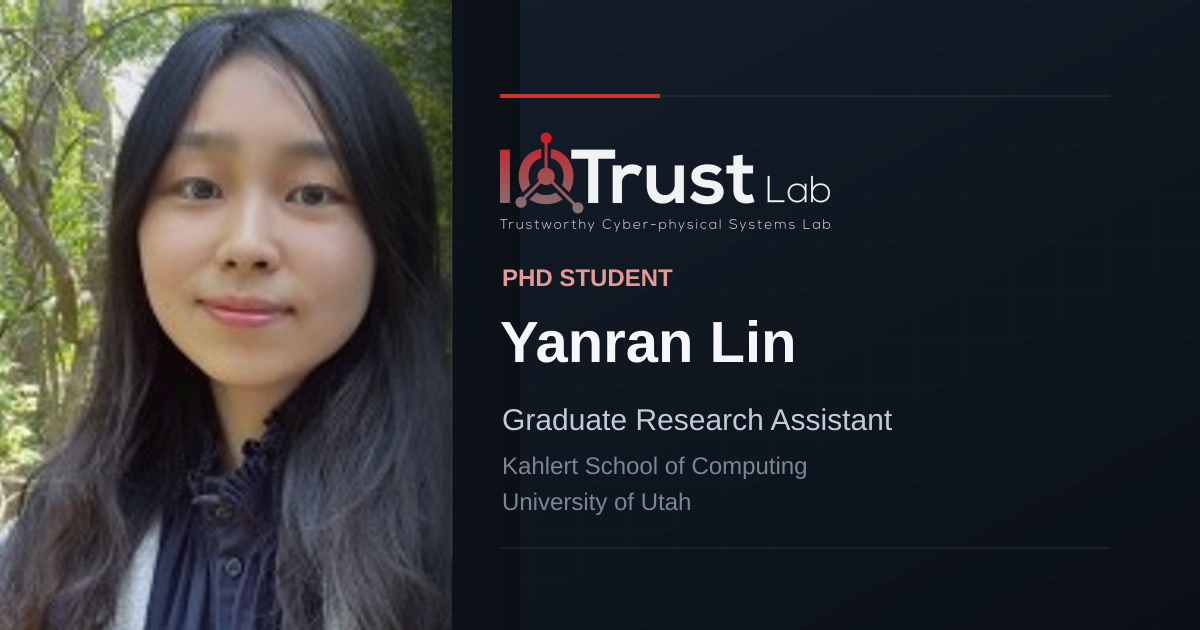 IoTrust Lab
Trustworthy Cyber-physical Systems Lab
PHD STUDENT
Yanran Lin
Graduate Research Assistant
Kahlert School of Computing
University of Utah